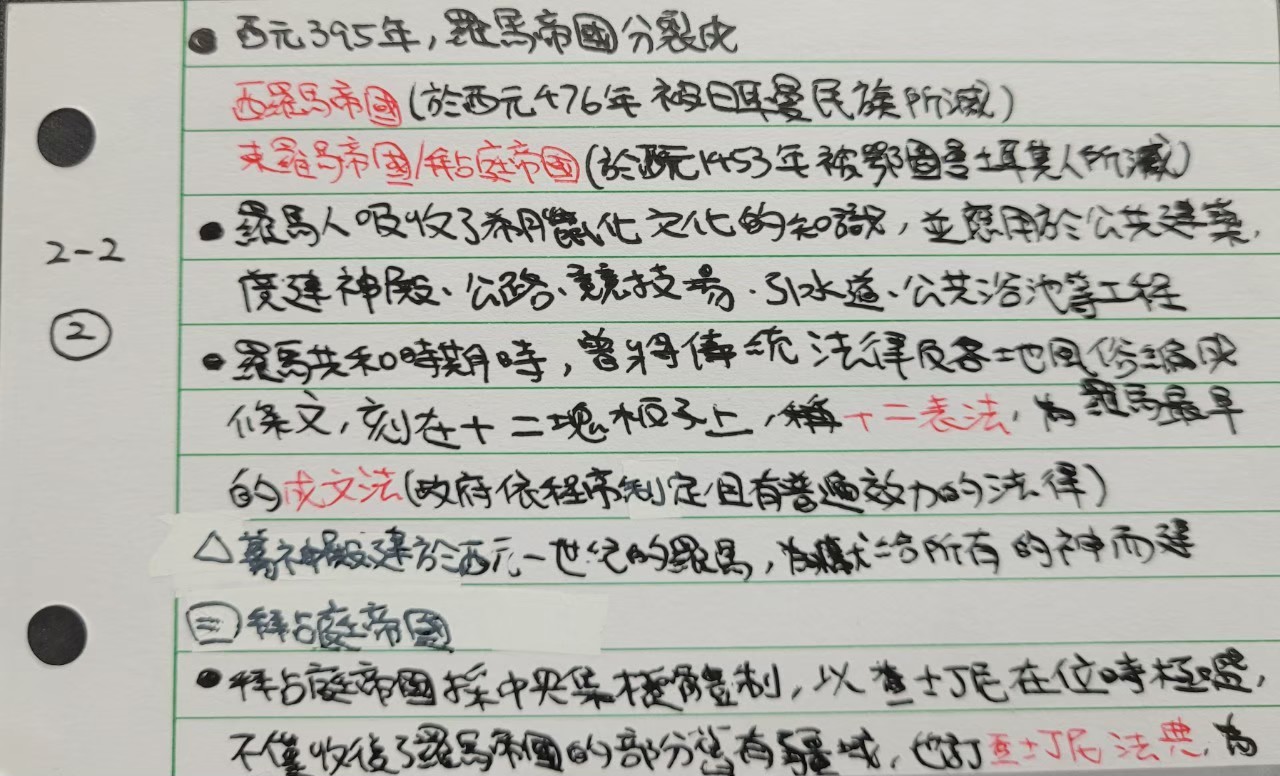 ● 西元395年，羅馬帝國分裂成
西羅馬帝國(於西元476年被日耳曼民族所滅)
東羅馬帝國/拜占庭帝國(於西元1453年被鄂圖曼土耳其人所滅)
● 羅馬人吸收了希臘化文化的知識，並應用於公共建築，
2-2
廣建神殿、公路、競技場、引水道、公共浴池等工程
②
● 羅馬共和時期時，曾將傳統法律及各地風俗編成
條文，刻在十二塊板子上，稱十二表法，為羅馬最早
的成文法(政府依程序制定但有普遍效力的法律)
△萬神殿建於西元一世紀的羅馬，為獻給所有的神而建
㊂拜占庭帝國
● 拜占庭帝國採中央集權體制，以查士丁尼在位時極盛，
不僅收復了羅馬帝國的部分舊有疆域，也訂查士丁尼法典，為